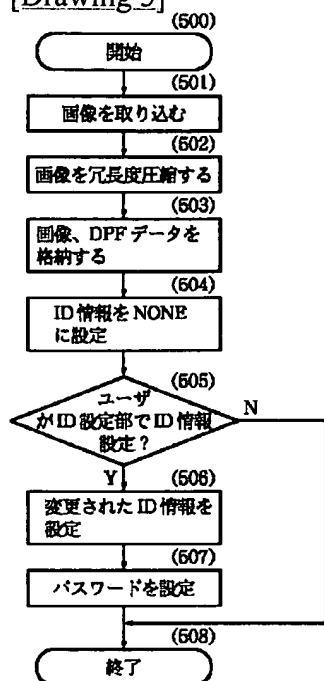 [Drawing 5]
(500)
開始
(501)
画像を取り込む
(502)
画像を冗長度圧縮する
(503)
画像、DPFデータを
格納する
(504)
ID情報をNONE
に設定
(505)
ユーザ
がID設定部でID情報
設定?
N
Y
(506)
変更されたID情報を
設定
(507)
パスワードを設定
(508)
終了